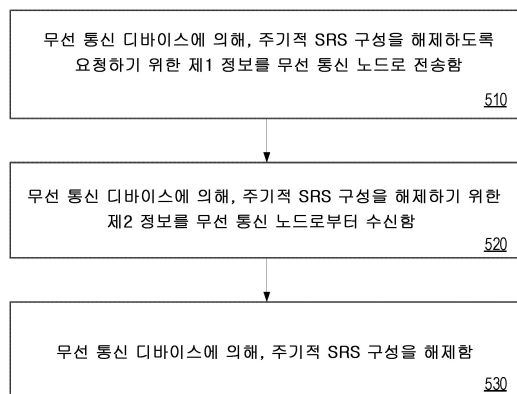 무선 통신 디바이스에 의해, 주기적 SRS 구성을 해제하도록
요청하기 위한 제1 정보를 무선 통신 노드로 전송함
510
무선 통신 디바이스에 의해, 주기적 SRS 구성을 해제하기 위한
제2 정보를 무선 통신 노드로부터 수신함
520
무선 통신 디바이스에 의해, 주기적 SRS 구성을 해제함
530